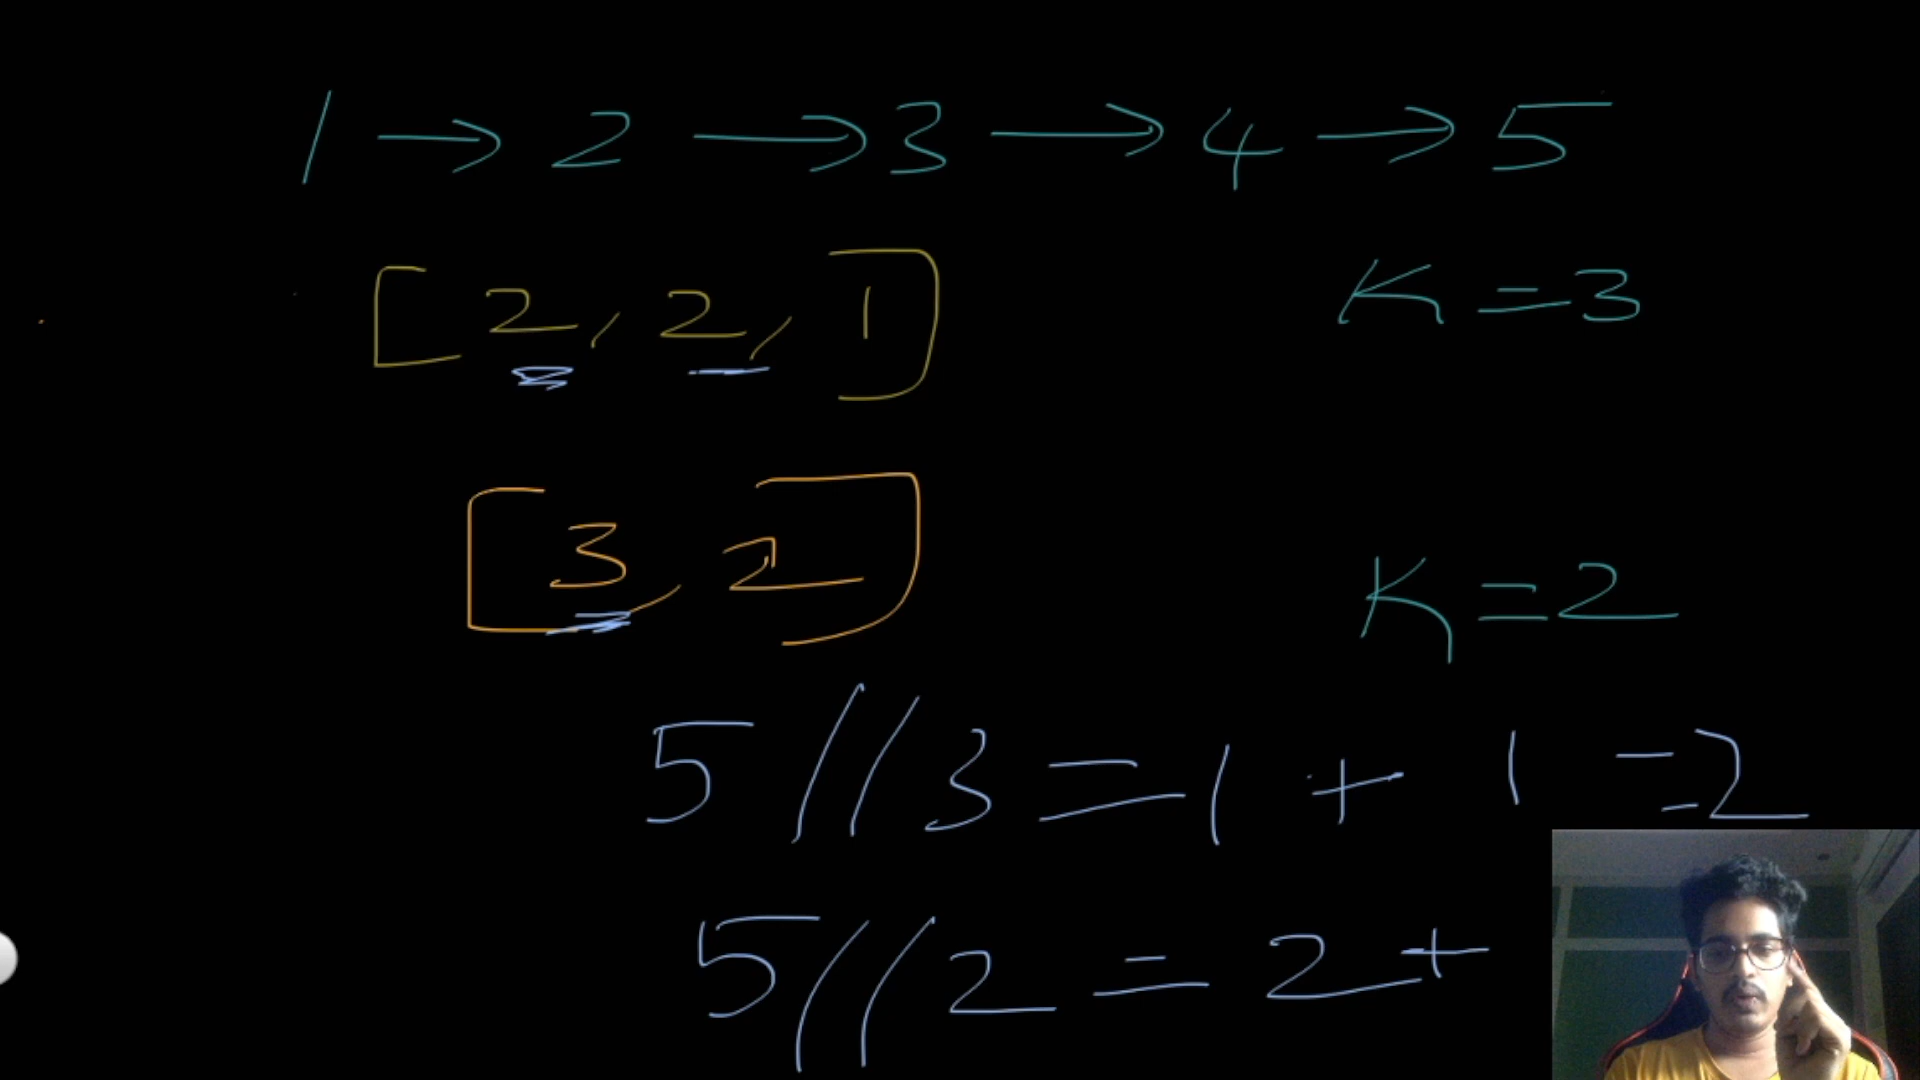 1 → 2 → 3 → 4 → 5
[2, 2, 1]
K = 3
[3, 2]
K = 2
5 // 3 = 1 + 1 = 2
5 // 2 = 2 +